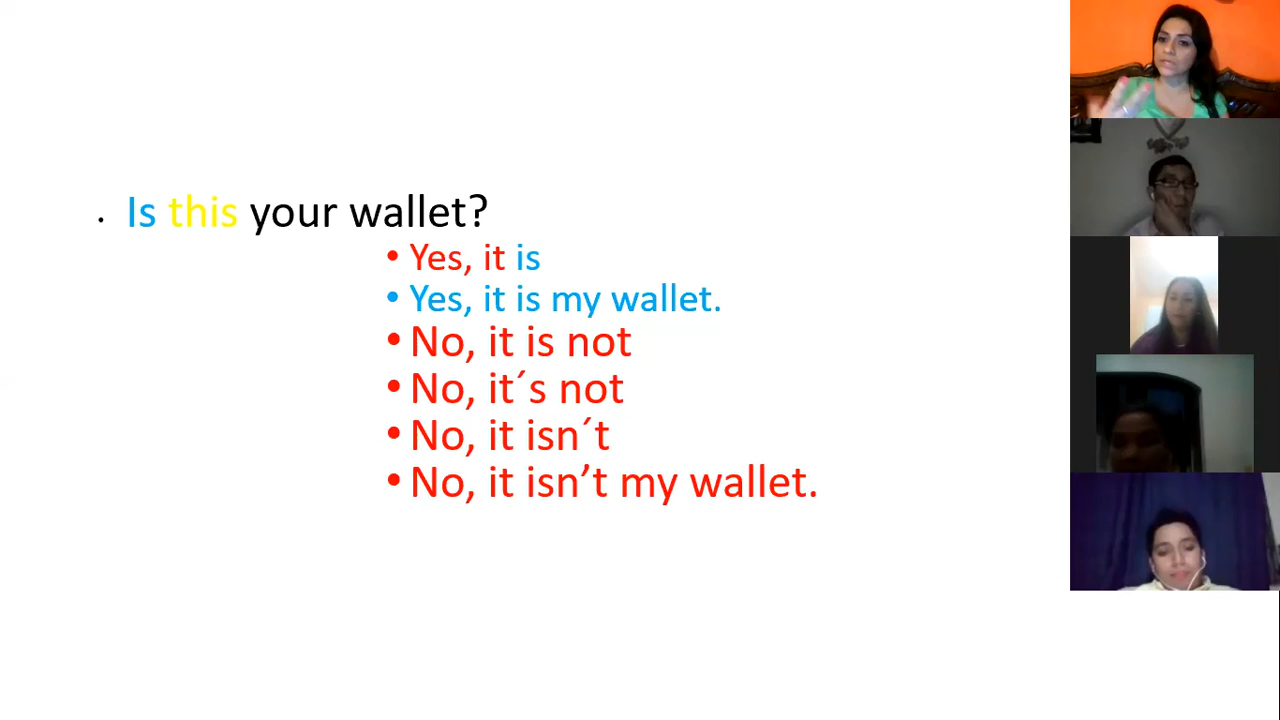 • Is this your wallet?
• Yes, it is
• Yes, it is my wallet.
• No, it is not
• No, it´s not
• No, it isn´t
• No, it isn’t my wallet.